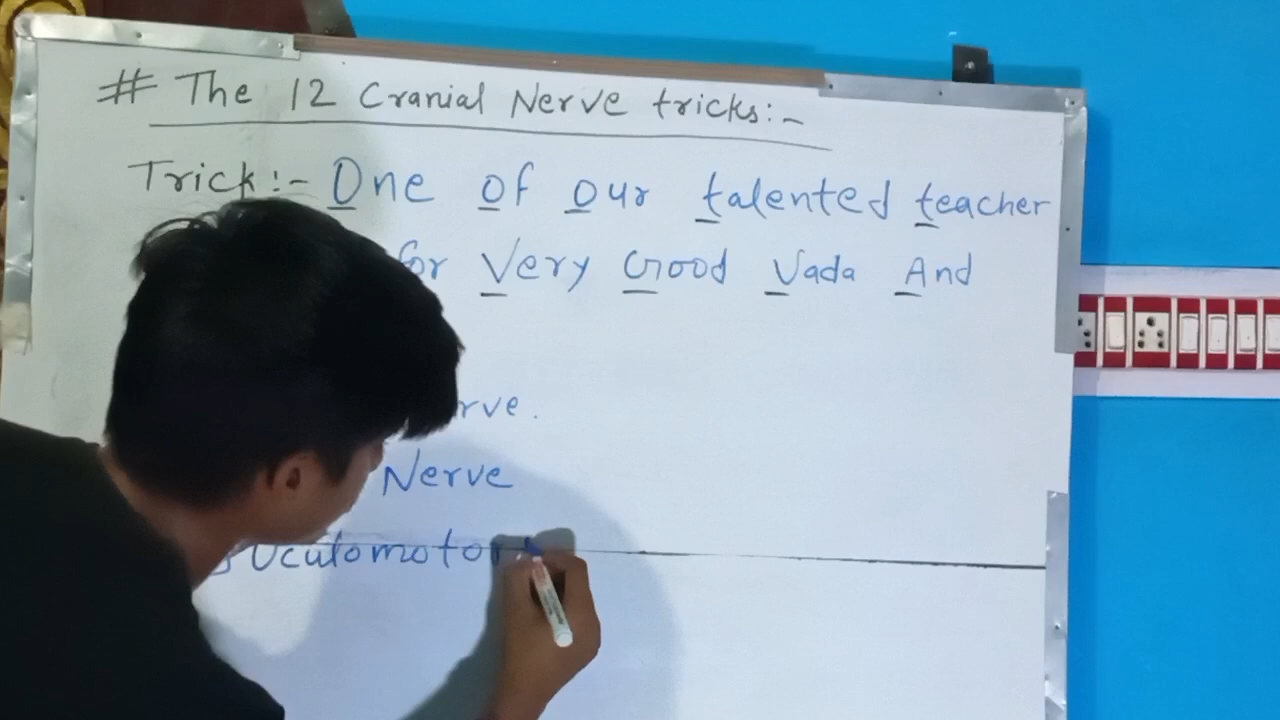 # The 12 Cranial Nerve tricks:-
Trick:- One of our talented teacher
for Very Good Vada And
rve.
Nerve
Oculomotor